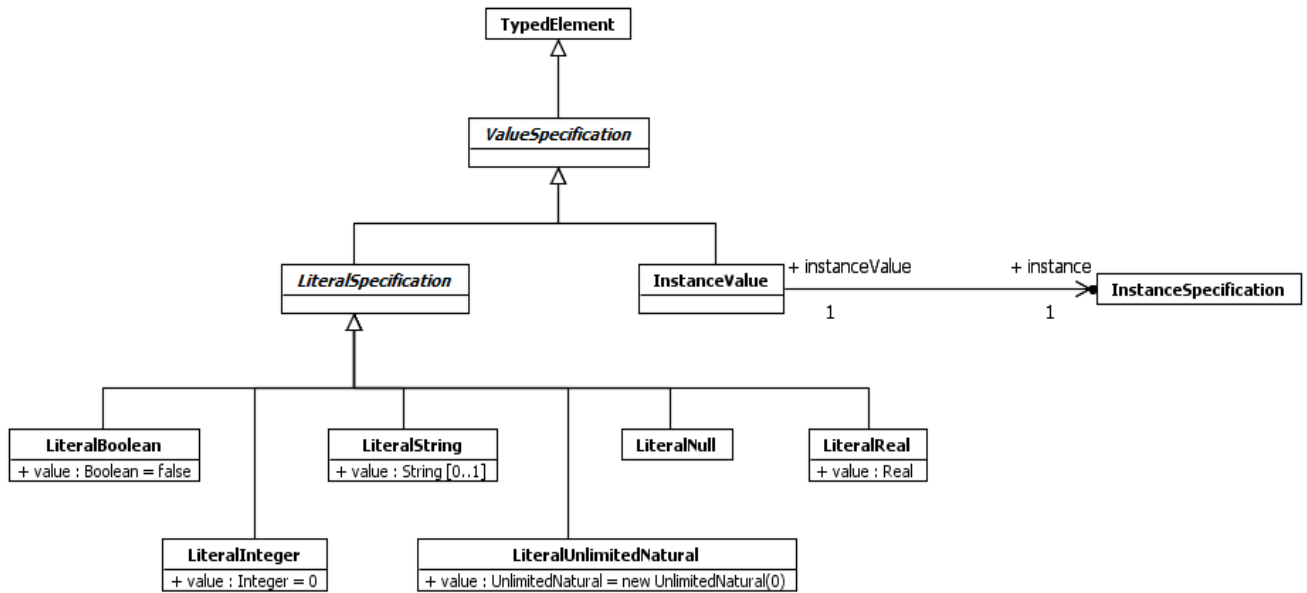 TypedElement
ValueSpecification
LiteralSpecification
InstanceValue
+ instanceValue
+ instance
InstanceSpecification
1
1
LiteralBoolean
+ value : Boolean = false
LiteralString
+ value : String [0..1]
LiteralNull
LiteralReal
+ value : Real
LiteralInteger
+ value : Integer = 0
LiteralUnlimitedNatural
+ value : UnlimitedNatural = new UnlimitedNatural(0)